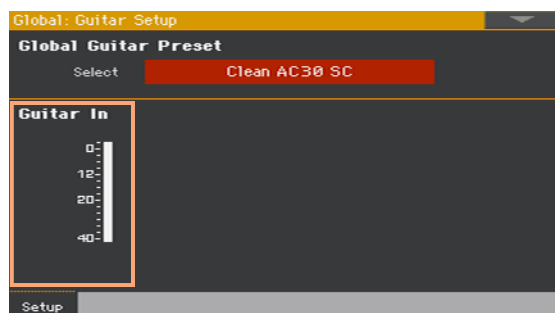 Global: Guitar Setup
Global Guitar Preset
Select Clean AC30 SC
Guitar In
0
12
20
40
Setup